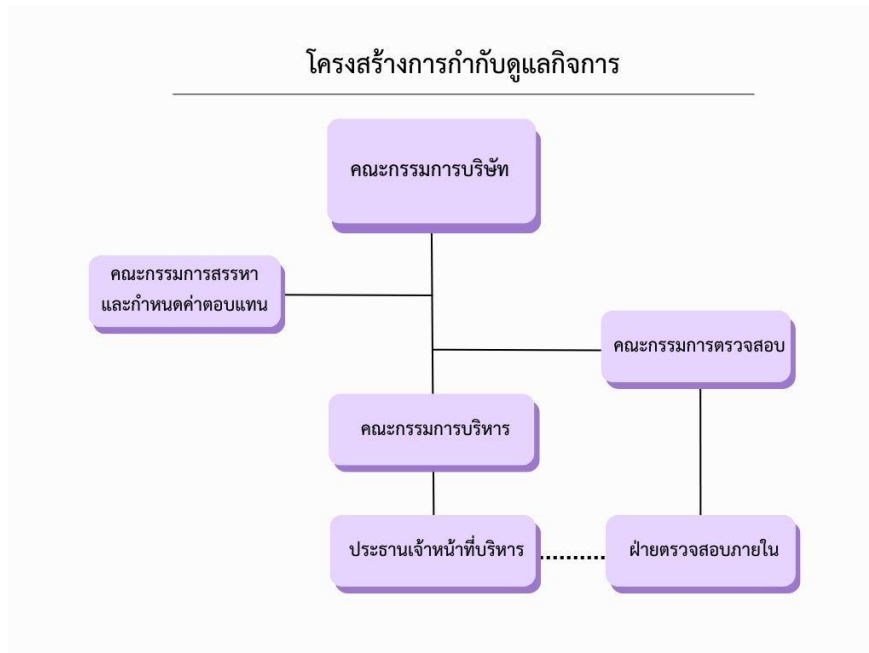 โครงสร้างการกำกับดูแลกิจการ
คณะกรรมการบริษัท
คณะกรรมการสรรหา
และกำหนดค่าตอบแทน
คณะกรรมการตรวจสอบ
คณะกรรมการบริหาร
ประธานเจ้าหน้าที่บริหาร
ฝ่ายตรวจสอบภายใน